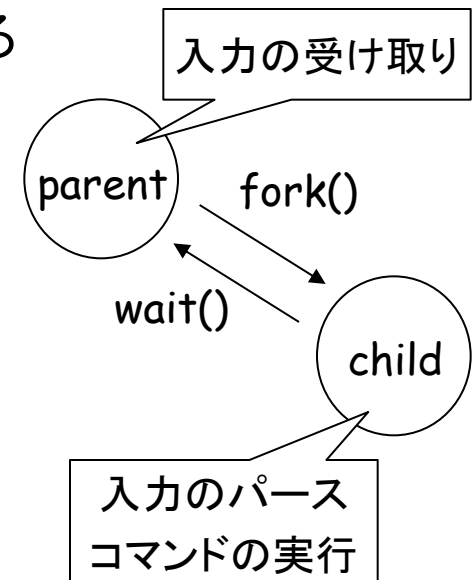 る
入力の受け取り
parent
fork()
wait()
child
入力のパース
コマンドの実行